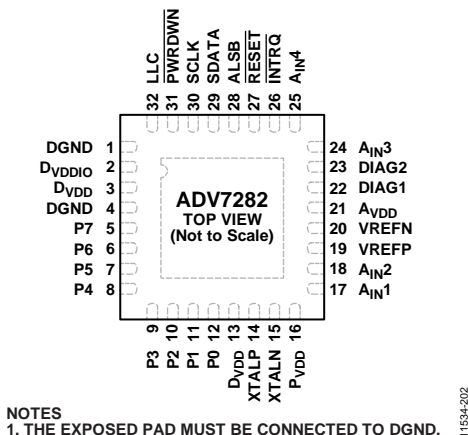 32 LLC
31 PWRDWN
30 SCLK
29 SDATA
28 ALSB
27 RESET
26 INTRQ
25 AIN4
DGND 1
DVDDIO 2
DVDD 3
DGND 4
P7 5
P6 6
P5 7
P4 8
ADV7282
TOP VIEW
(Not to Scale)
24 AIN3
23 DIAG2
22 DIAG1
21 AVDD
20 VREFN
19 VREFP
18 AIN2
17 AIN1
P3 9
P2 10
P1 11
P0 12
DVDD 13
XTALP 14
XTALN 15
PVDD 16
NOTES
1. THE EXPOSED PAD MUST BE CONNECTED TO DGND.
11534-202